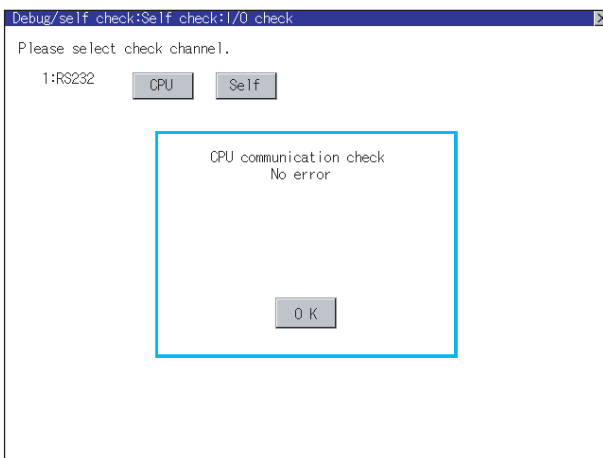 Debug/self check:Self check:I/O check
Please select check channel.
1:RS232 CPU Self
CPU communication check
No error
O K